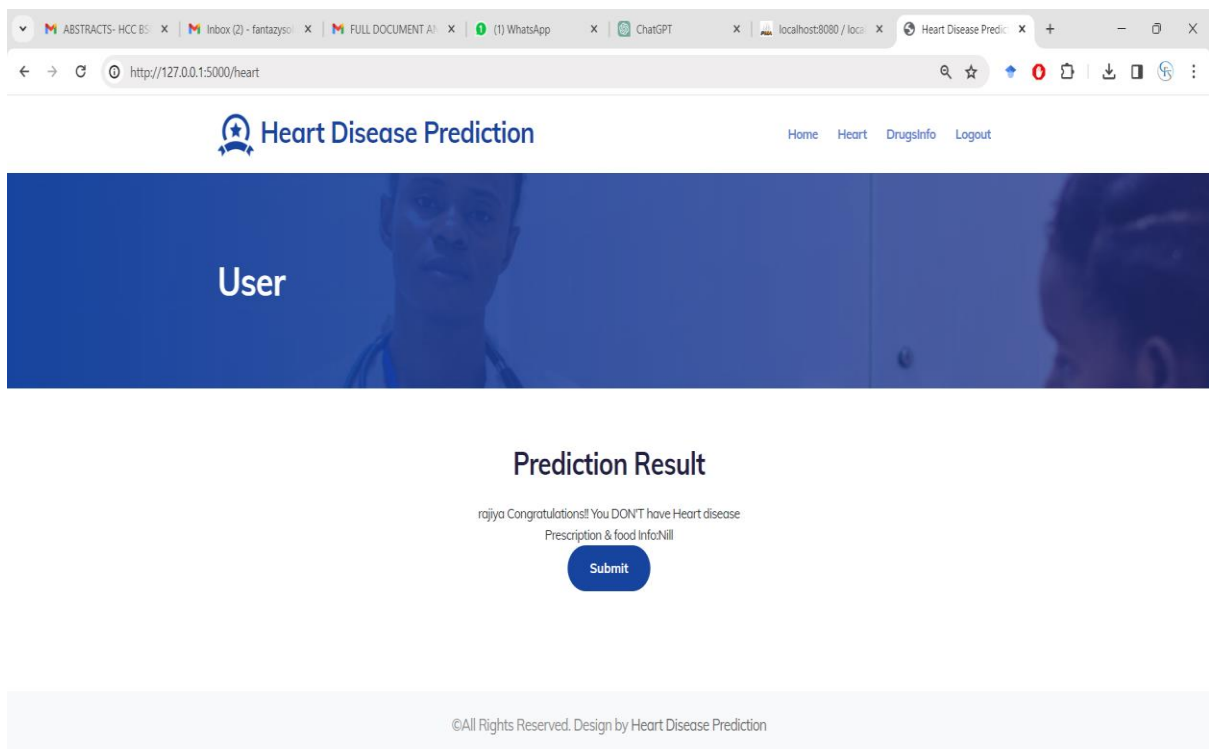 ABSTRACTS- HCC BS
Inbox (2) - fantazysol
FULL DOCUMENT A
(1) WhatsApp
ChatGPT
localhost:8080 / loca
Heart Disease Predic
http://127.0.0.1:5000/heart
Heart Disease Prediction
Home Heart DrugsInfo Logout
User
Prediction Result
rajiya Congratulations!! You DON'T have Heart disease
Prescription & food Info:Nill
Submit
©All Rights Reserved. Design by Heart Disease Prediction